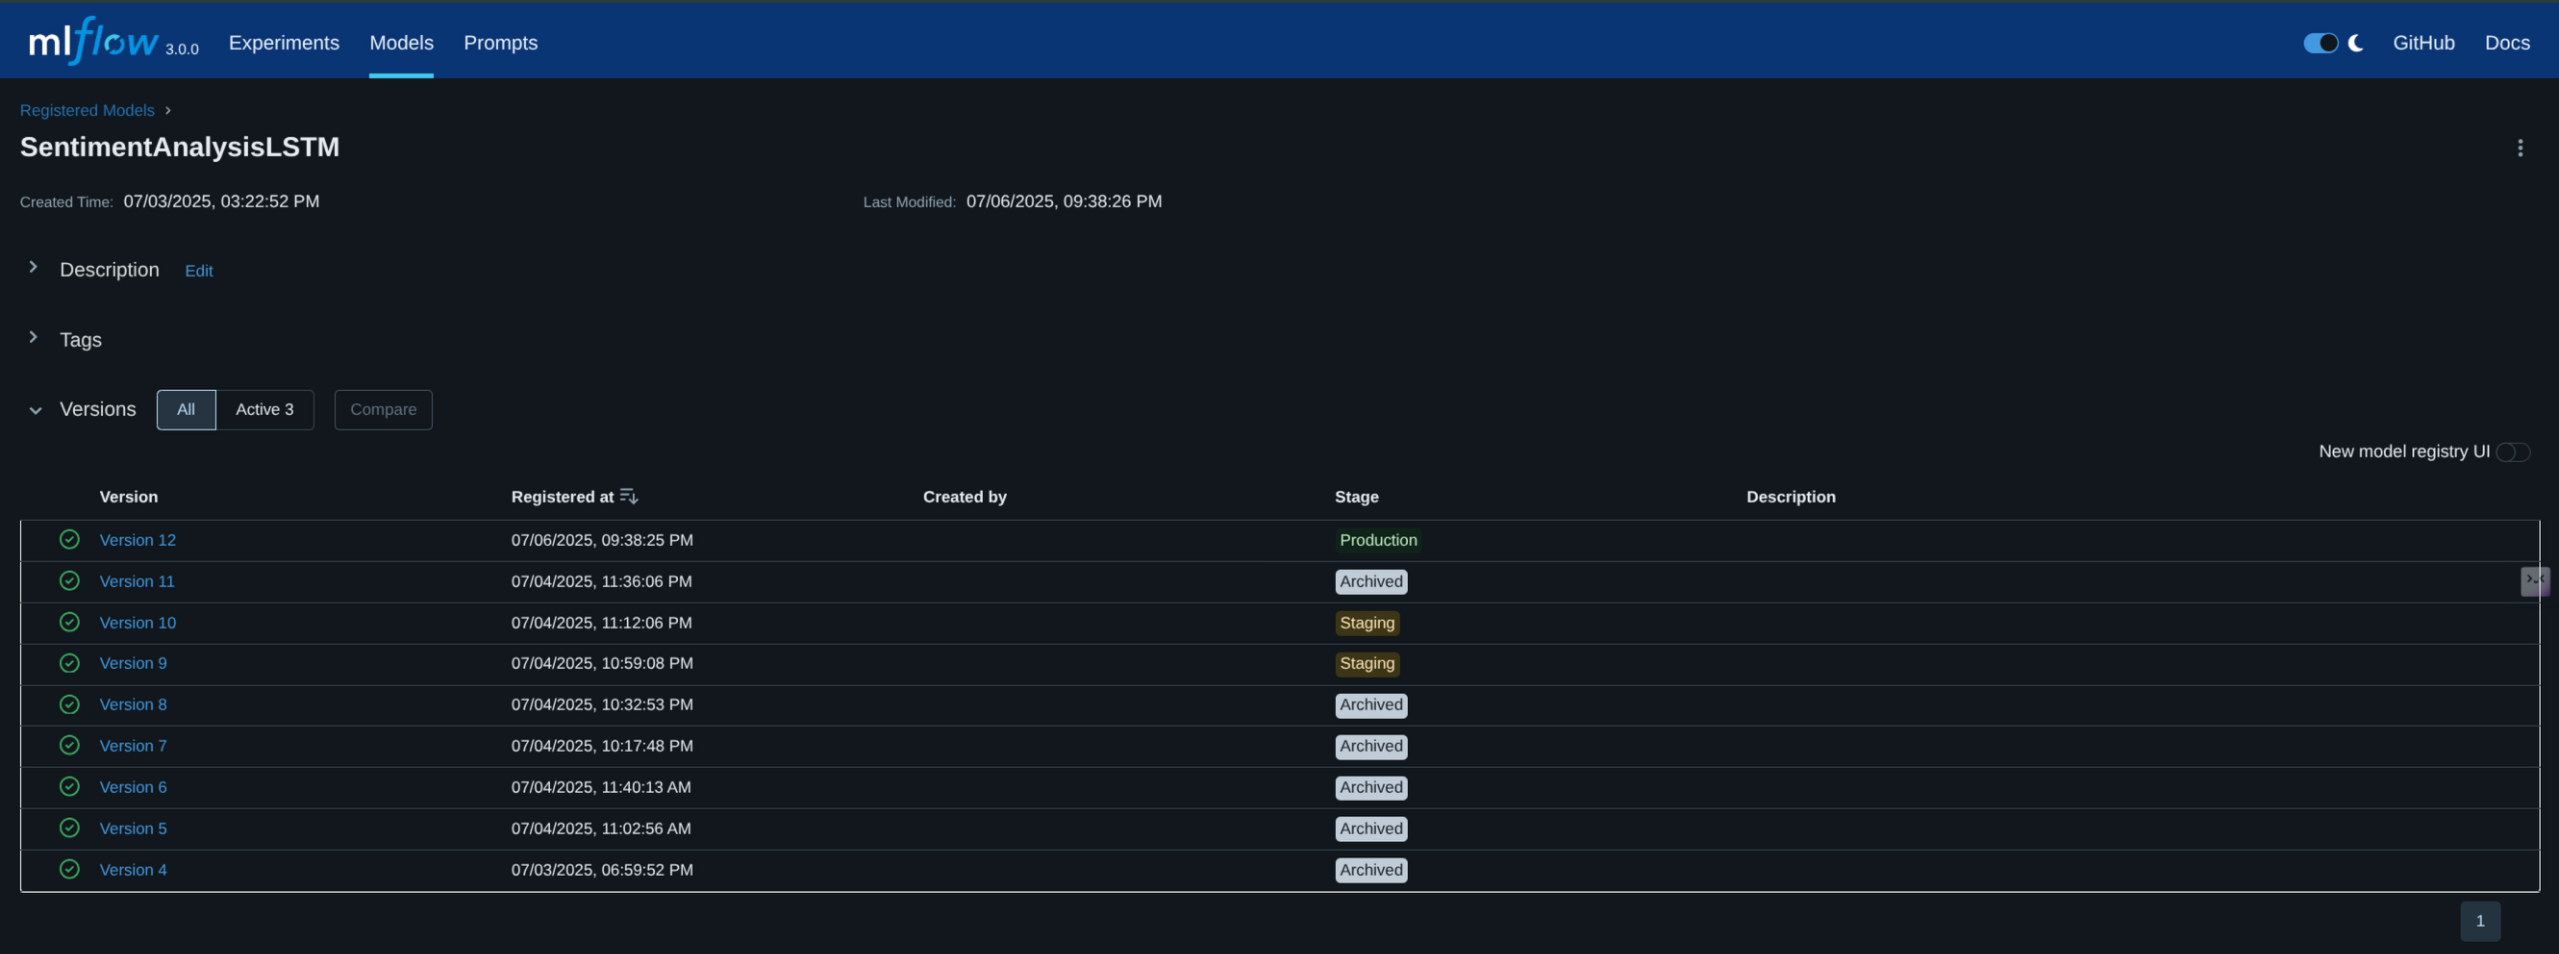 mlflow 3.0.0 Experiments Models Prompts GitHub Docs
Registered Models
SentimentAnalysisLSTM
Created Time: 07/03/2025, 03:22:52 PM Last Modified: 07/06/2025, 09:38:26 PM
Description Edit
Tags
Versions All Active 3 Compare
New model registry UI
Version Registered at Created by Stage Description
Version 12 07/06/2025, 09:38:25 PM Production
Version 11 07/04/2025, 11:36:06 PM Archived
Version 10 07/04/2025, 11:12:06 PM Staging
Version 9 07/04/2025, 10:59:08 PM Staging
Version 8 07/04/2025, 10:32:53 PM Archived
Version 7 07/04/2025, 10:17:48 PM Archived
Version 6 07/04/2025, 11:40:13 AM Archived
Version 5 07/04/2025, 11:02:56 AM Archived
Version 4 07/03/2025, 06:59:52 PM Archived
1